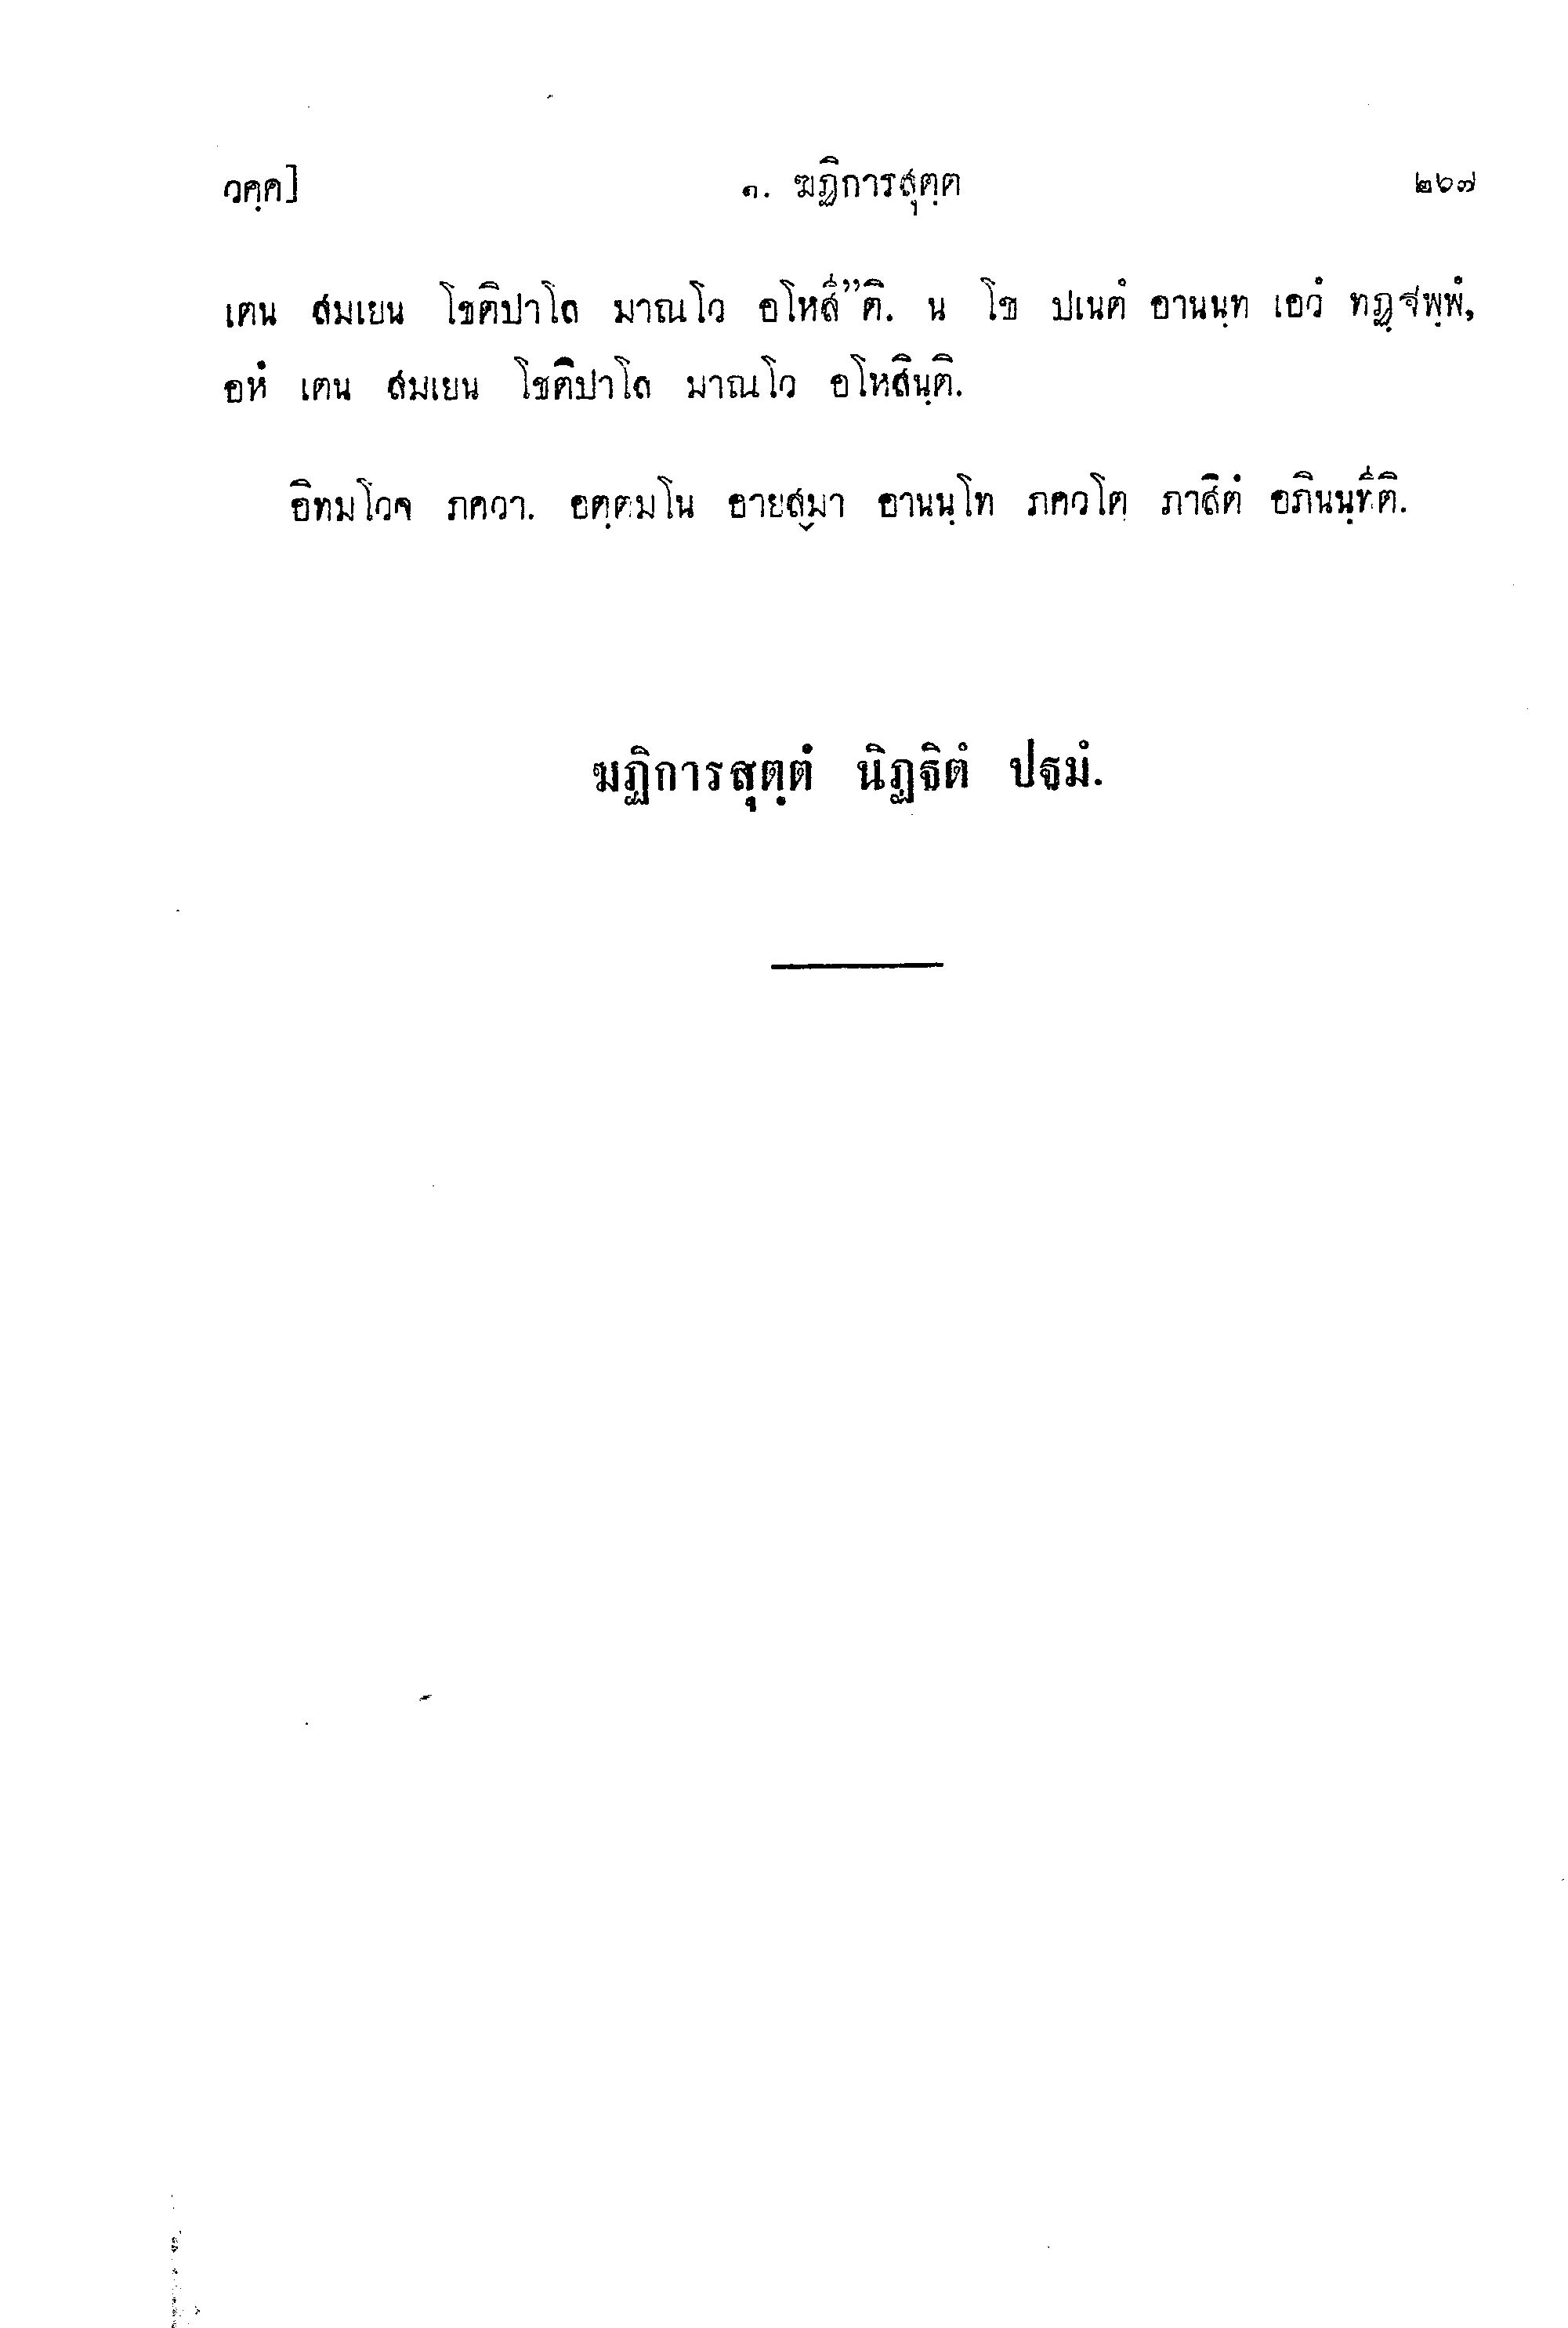 วคฺค] ๑. ฆฏิการสุตฺต ๒๖๗
เตน สมเยน โชติปาโล มาณโว อโหสี”ติ. น โข ปเนตํ อานนฺท เอวํ ทฏฺฐพฺพํ,
อหํ เตน สมเยน โชติปาโล มาณโว อโหสินฺติ.
อิทมโวจ ภควา. อตฺตมโน อายสฺมา อานนฺโท ภควโต ภาสิตํ อภินนฺทีติ.
ฆฏิการสุตฺตํ นิฏฺฐิตํ ปฐมํ.